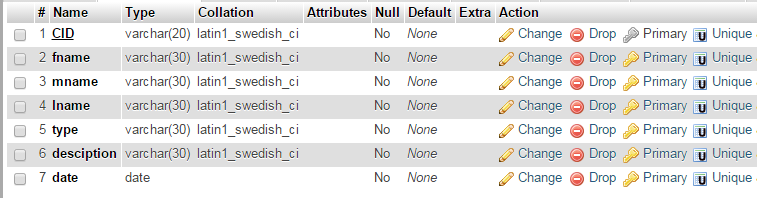 # Name Type Collation Attributes Null Default Extra Action
1 CID varchar(20) latin1_swedish_ci No None Change Drop Primary Unique
2 fname varchar(30) latin1_swedish_ci No None Change Drop Primary Unique
3 mname varchar(30) latin1_swedish_ci No None Change Drop Primary Unique
4 lname varchar(30) latin1_swedish_ci No None Change Drop Primary Unique
5 type varchar(30) latin1_swedish_ci No None Change Drop Primary Unique
6 desciption varchar(30) latin1_swedish_ci No None Change Drop Primary Unique
7 date date No None Change Drop Primary Unique